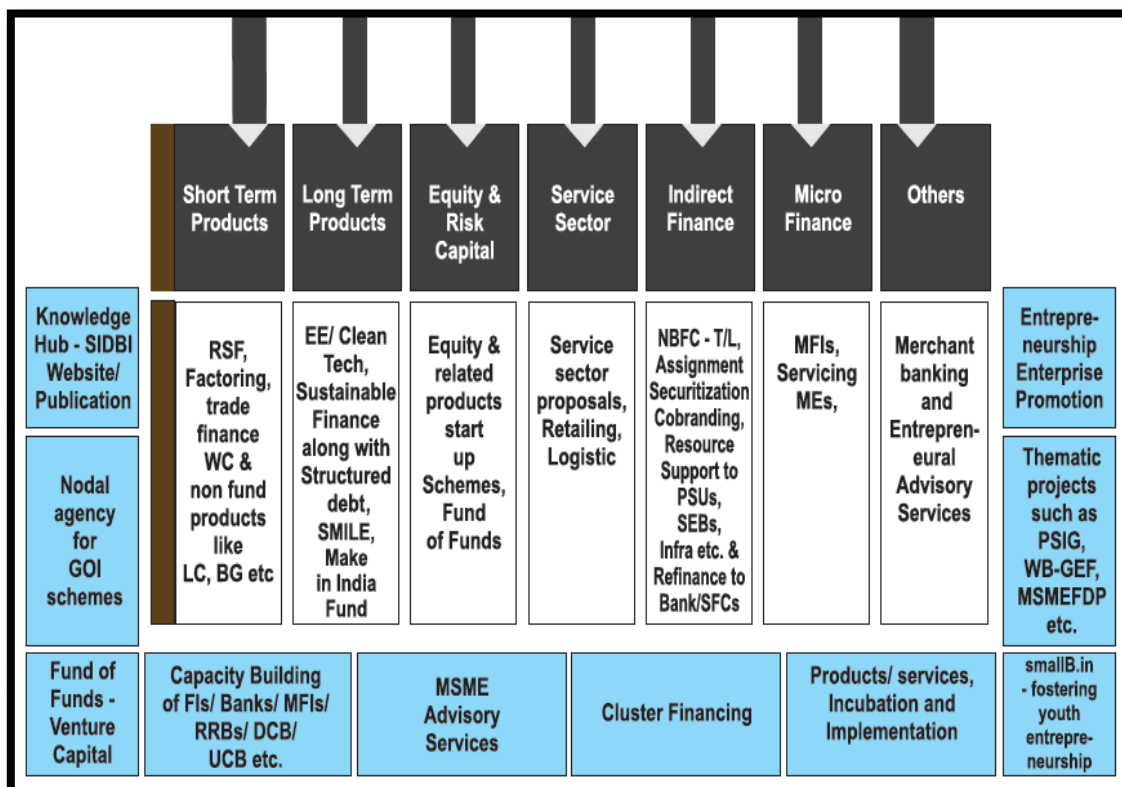 Short Term
Products
Long Term
Products
Equity &
Risk
Capital
Service
Sector
Indirect
Finance
Micro
Finance
Others
Knowledge
Hub - SIDBI
Website/
Publication
Nodal
agency
for
GOI
schemes
RSF,
Factoring,
trade
finance
WC &
non fund
products
like
LC, BG etc
EE/ Clean
Tech,
Sustainable
Finance
along with
Structured
debt,
SMILE,
Make
in India
Fund
Equity &
related
products
start
up
Schemes,
Fund
of Funds
Service
sector
proposals,
Retailing,
Logistic
NBFC - T/L,
Assignment
Securitization
Cobranding,
Resource
Support to
PSUs,
SEBs,
Infra etc. &
Refinance to
Bank/SFCs
MFIs,
Servicing
MEs,
Merchant
banking
and
Entrepren-
eural
Advisory
Services
Entrepre-
neurship
Enterprise
Promotion
Thematic
projects
such as
PSIG,
WB-GEF,
MSMEFDP
etc.
Fund of
Funds -
Venture
Capital
Capacity Building
of FIs/ Banks/ MFIs/
RRBs/ DCB/
UCB etc.
MSME
Advisory
Services
Cluster Financing
Products/ services,
Incubation and
Implementation
smallB.in
- fostering
youth
entrepre-
neurship